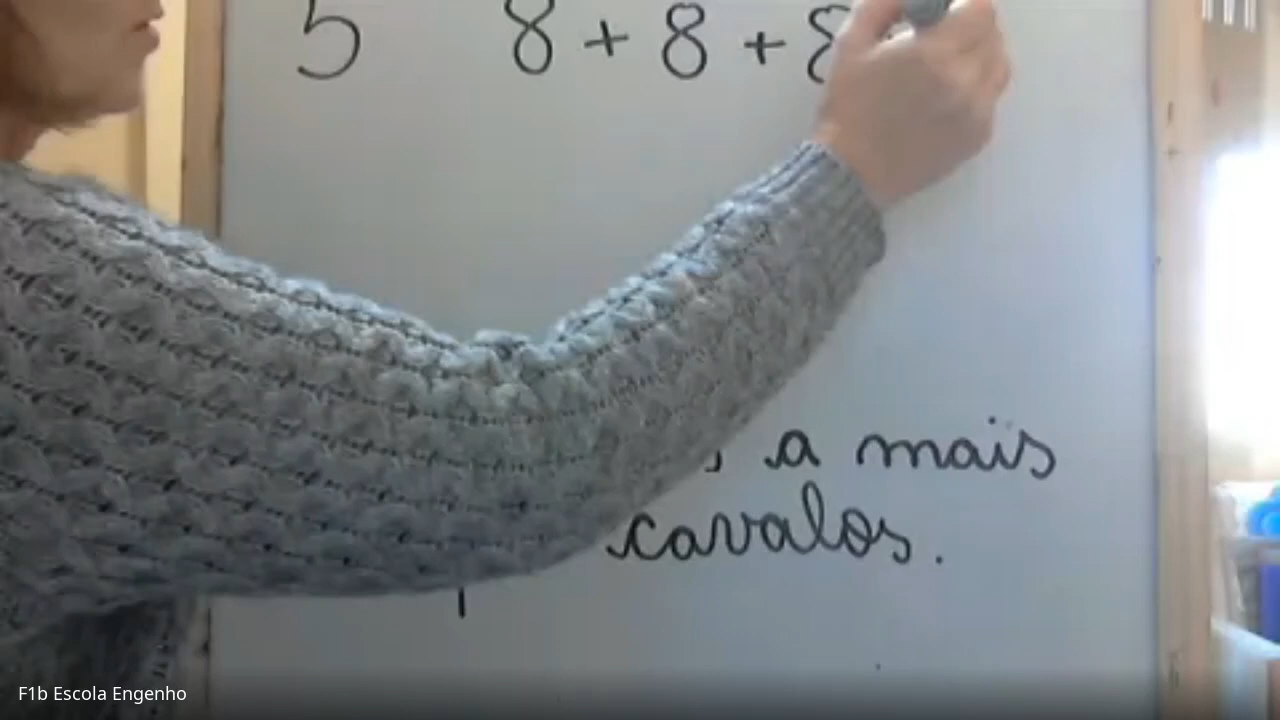 5 8 + 8 + 8
a mais
cavalos.
F1b Escola Engenho